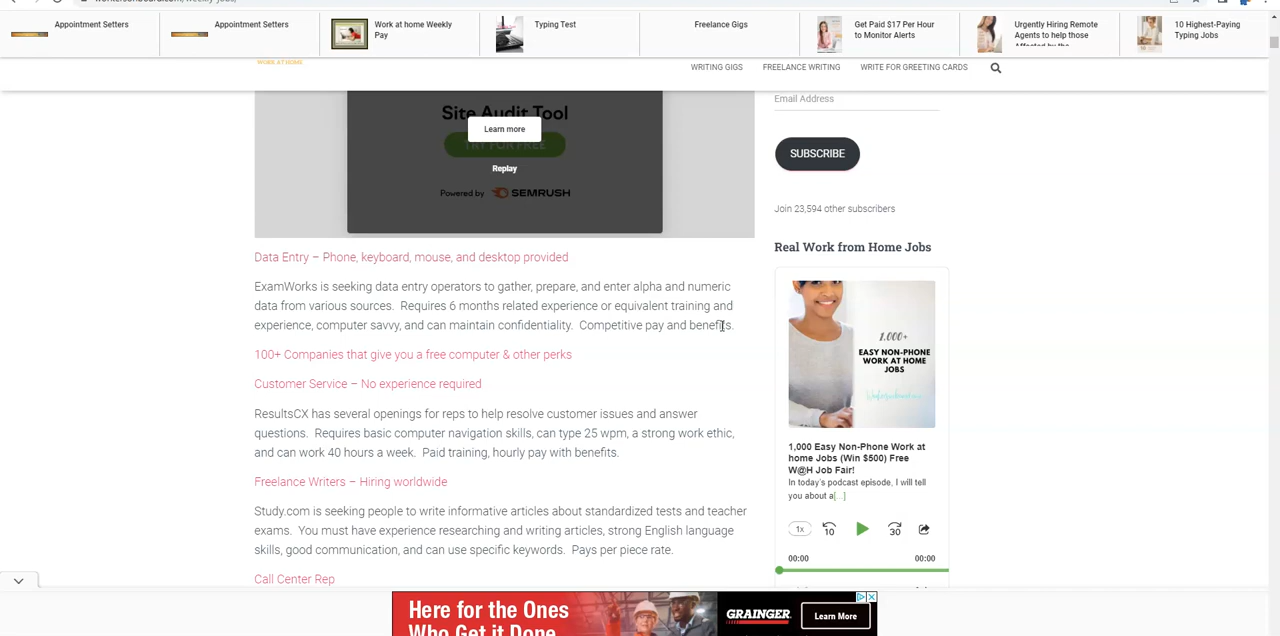 Appointment Setters
Appointment Setters
Work at home Weekly
Pay
Typing Test
Freelance Gigs
Get Paid $17 Per Hour
to Monitor Alerts
Urgently Hiring Remote
Agents to help those
Affected by the
10 Highest-Paying
Typing Jobs
WORK AT HOME
WRITING GIGS
FREELANCE WRITING
WRITE FOR GREETING CARDS
Site Audit Tool
Learn more
TRY FOR FREE
Replay
Powered by SEMRUSH
Email Address
SUBSCRIBE
Join 23,594 other subscribers
Real Work from Home Jobs
Data Entry – Phone, keyboard, mouse, and desktop provided
ExamWorks is seeking data entry operators to gather, prepare, and enter alpha and numeric
data from various sources. Requires 6 months related experience or equivalent training and
experience, computer savvy, and can maintain confidentiality. Competitive pay and benefits.
100+ Companies that give you a free computer & other perks
Customer Service – No experience required
ResultsCX has several openings for reps to help resolve customer issues and answer
questions. Requires basic computer navigation skills, can type 25 wpm, a strong work ethic,
and can work 40 hours a week. Paid training, hourly pay with benefits.
Freelance Writers – Hiring worldwide
Study.com is seeking people to write informative articles about standardized tests and teacher
exams. You must have experience researching and writing articles, strong English language
skills, good communication, and can use specific keywords. Pays per piece rate.
Call Center Rep
1,000+
EASY NON-PHONE
WORK AT HOME
JOBS
1,000 Easy Non-Phone Work at
home Jobs (Win $500) Free
W@H Job Fair!
In today's podcast episode, I will tell
you about a[...]
1x
10
30
00:00
00:00
Here for the Ones
Who Get it Done
GRAINGER
Learn More